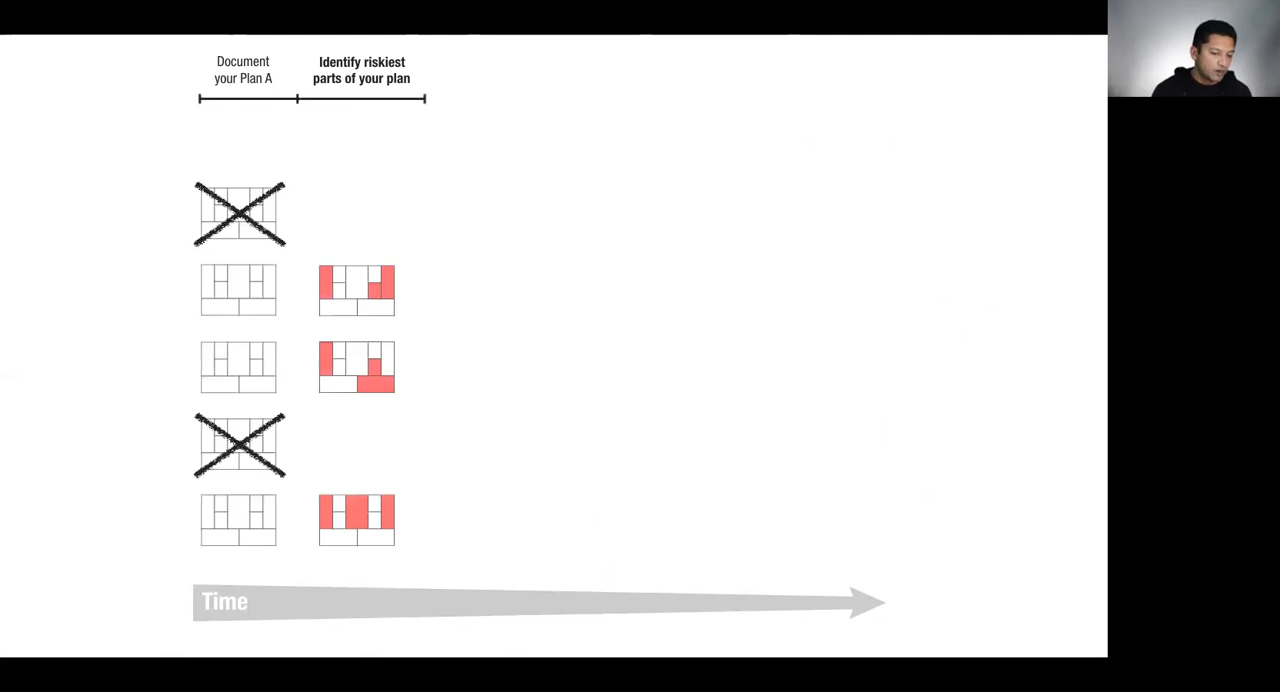 Document
your Plan A
Identify riskiest
parts of your plan
Time